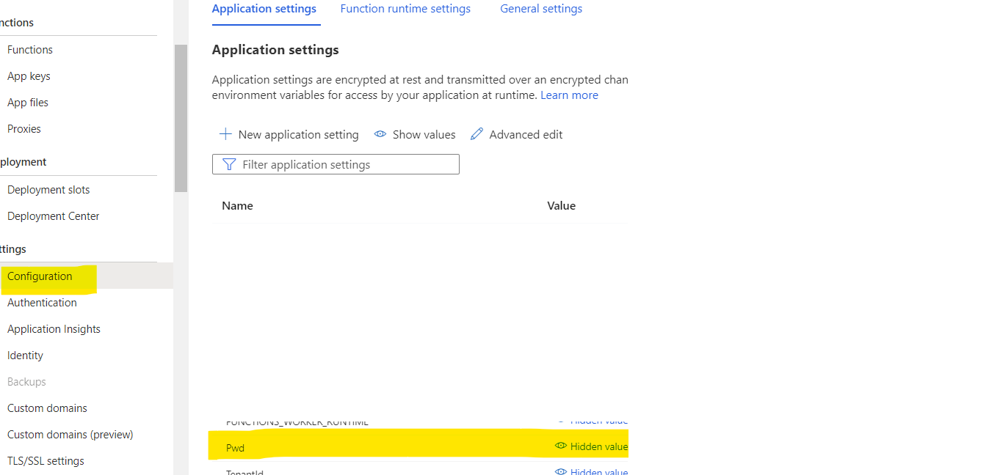 Application settings Function runtime settings General settings
nctions
Functions
App keys
App files
Proxies
ployment
Deployment slots
Deployment Center
ttings
Configuration
Authentication
Application Insights
Identity
Backups
Custom domains
Custom domains (preview)
TLS/SSL settings
Application settings
Application settings are encrypted at rest and transmitted over an encrypted chan
environment variables for access by your application at runtime. Learn more
New application setting Show values Advanced edit
Filter application settings
Name Value
FUNCTIONS_WORKER_RUNTIME Hidden value
Pwd Hidden value
TenantId Hidden value